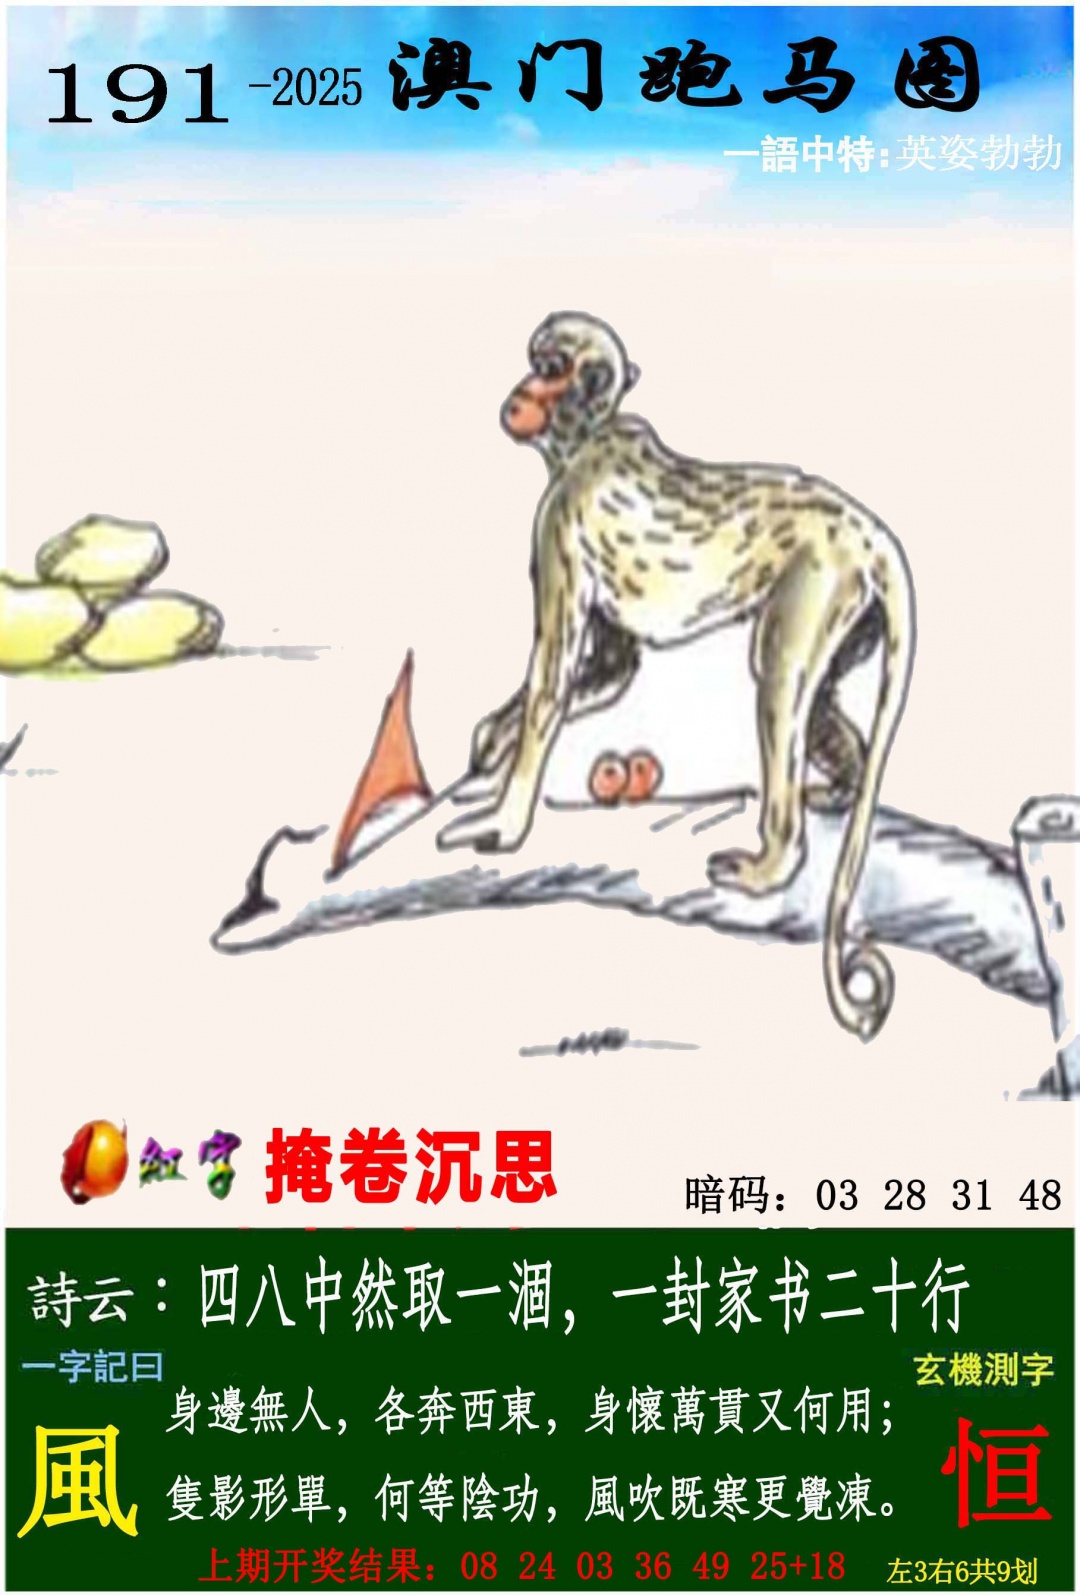 191-2025 澳门跑马图
一語中特:英姿勃勃
红字 掩卷沉思
暗码：03 28 31 48
詩云：四八中然取一涸，一封家书二十行
一字記曰
玄機測字
身邊無人，各奔西東，身懷萬貫又何用；
風
恒
隻影形單，何等陰功，風吹既寒更覺凍。
上期开奖结果：08 24 03 36 49 25+18
左3右6共9划